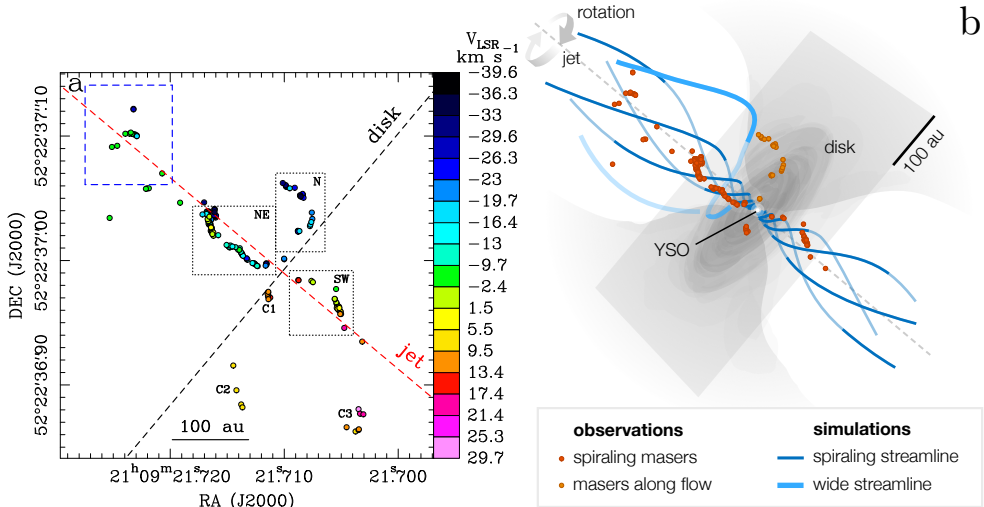 a
V_LSR
km s^-1
-39.6
-36.3
-33
-29.6
-26.3
-23
-19.7
-16.4
-13
-9.7
-2.4
1.5
5.5
9.5
13.4
17.4
21.4
25.3
29.7
disk
N
NE
SW
C1
jet
C2
C3
100 au
DEC (J2000)
52°22'37''.10
52°22'37''.00
52°22'36''.90
21^h09^m21^s.720
21^s.710
21^s.700
RA (J2000)
b
rotation
jet
disk
100 au
YSO
observations
spiraling masers
masers along flow
simulations
spiraling streamline
wide streamline